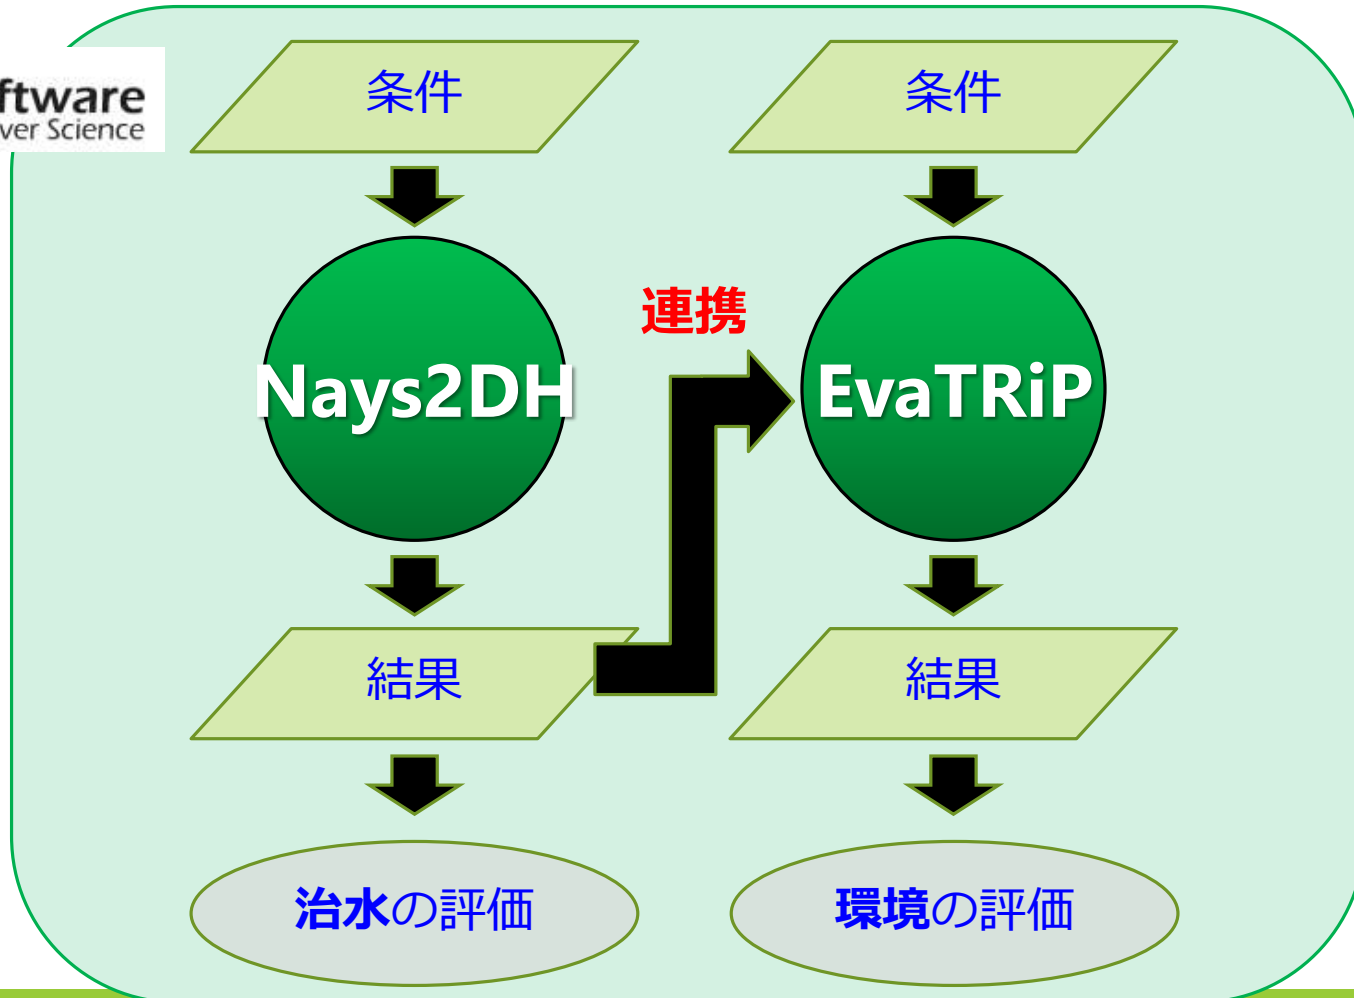 ftware
ver Science
条件
条件
連携
Nays2DH
EvaTRiP
結果
結果
治水の評価
環境の評価